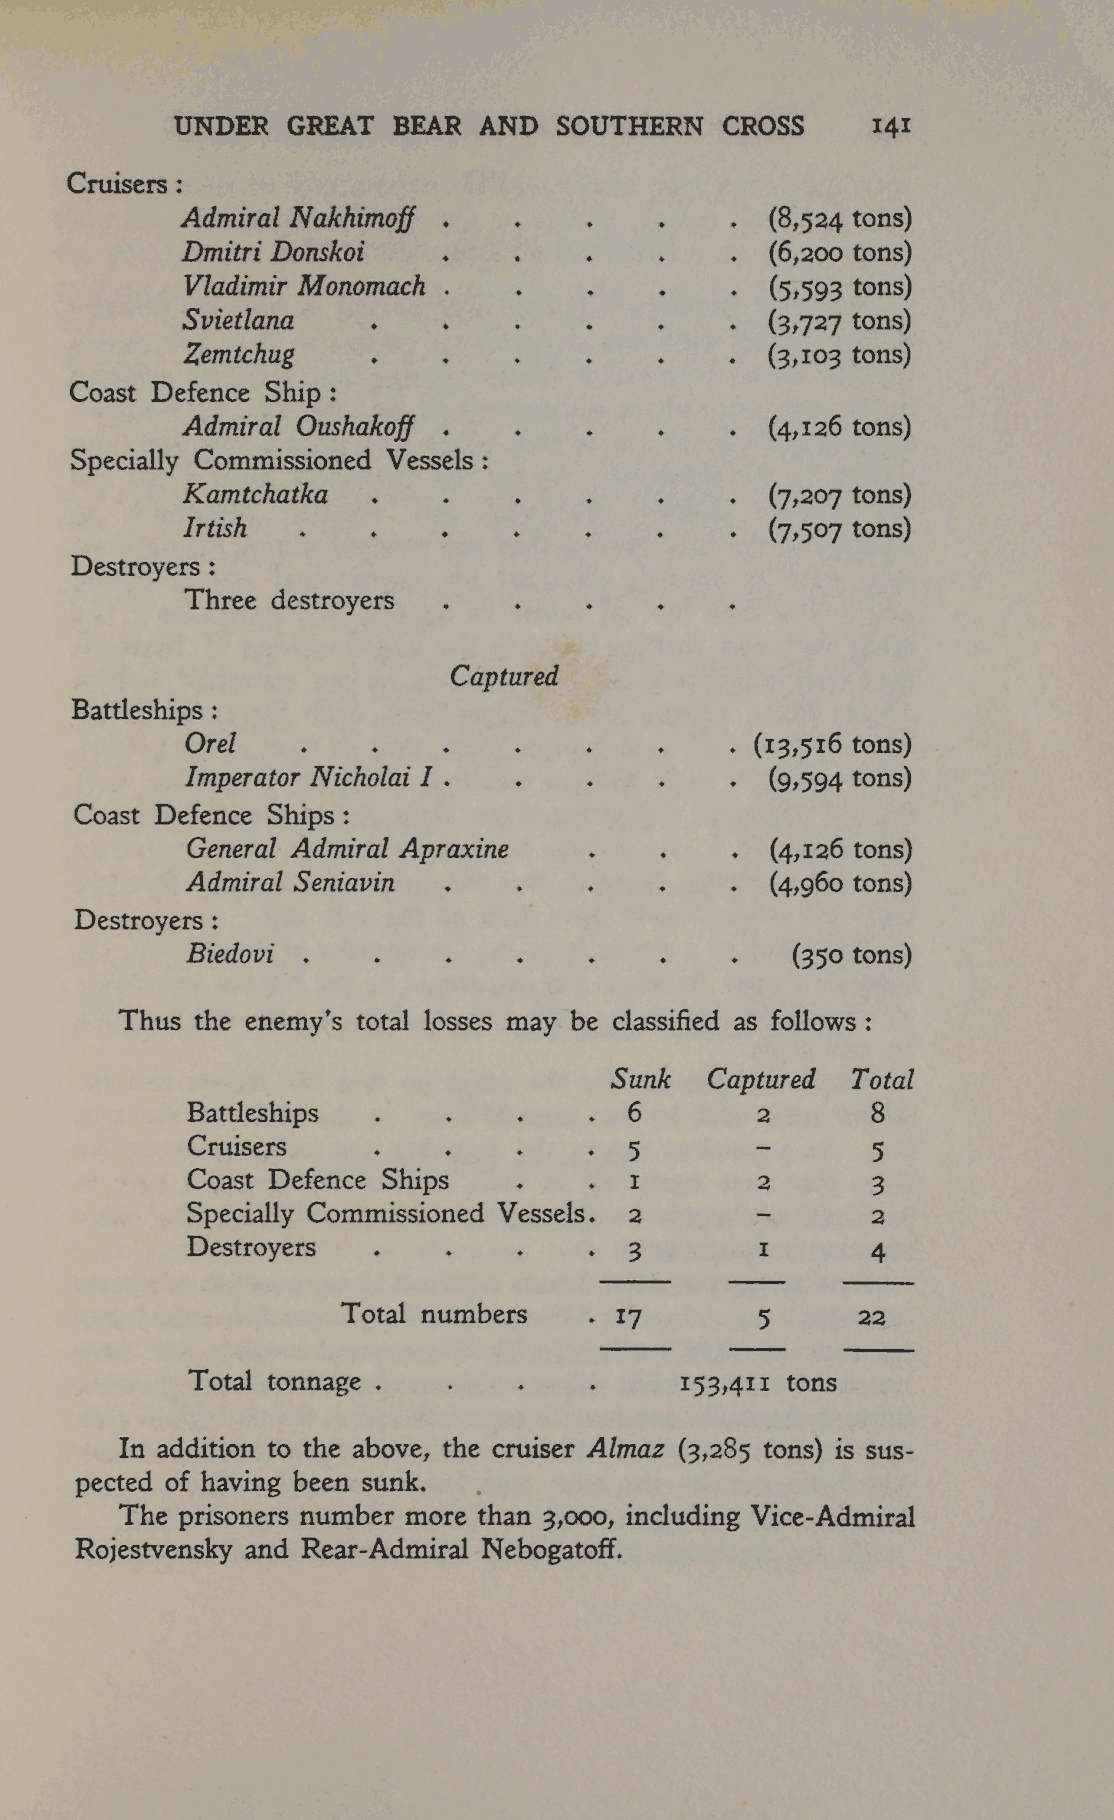 UNDER GREAT BEAR AND SOUTHERN CROSS 141
Cruisers :
Admiral Nakhimoff . . . . . (8,524 tons)
Dmitri Donskoi . . . . . (6,200 tons)
Vladimir Monomach . . . . . (5,593 tons)
Svietlana . . . . . . (3,727 tons)
Zemtchug . . . . . . (3,103 tons)
Coast Defence Ship :
Admiral Oushakoff . . . . . (4,126 tons)
Specially Commissioned Vessels :
Kamtchatka . . . . . . (7,207 tons)
Irtish . . . . . . . (7,507 tons)
Destroyers :
Three destroyers . . . . .
Captured
Battleships :
Orel . . . . . . . (13,516 tons)
Imperator Nicholai I . . . . . (9,594 tons)
Coast Defence Ships :
General Admiral Apraxine . . . (4,126 tons)
Admiral Seniavin . . . . . (4,960 tons)
Destroyers :
Biedovi . . . . . . . (350 tons)
Thus the enemy's total losses may be classified as follows :
Sunk Captured Total
Battleships . . . . 6 2 8
Cruisers . . . . 5 – 5
Coast Defence Ships . . 1 2 3
Specially Commissioned Vessels . 2 – 2
Destroyers . . . . 3 1 4
Total numbers . 17 5 22
Total tonnage . . . . 153,411 tons
In addition to the above, the cruiser Almaz (3,285 tons) is sus-
pected of having been sunk.
The prisoners number more than 3,000, including Vice-Admiral
Rojestvensky and Rear-Admiral Nebogatoff.